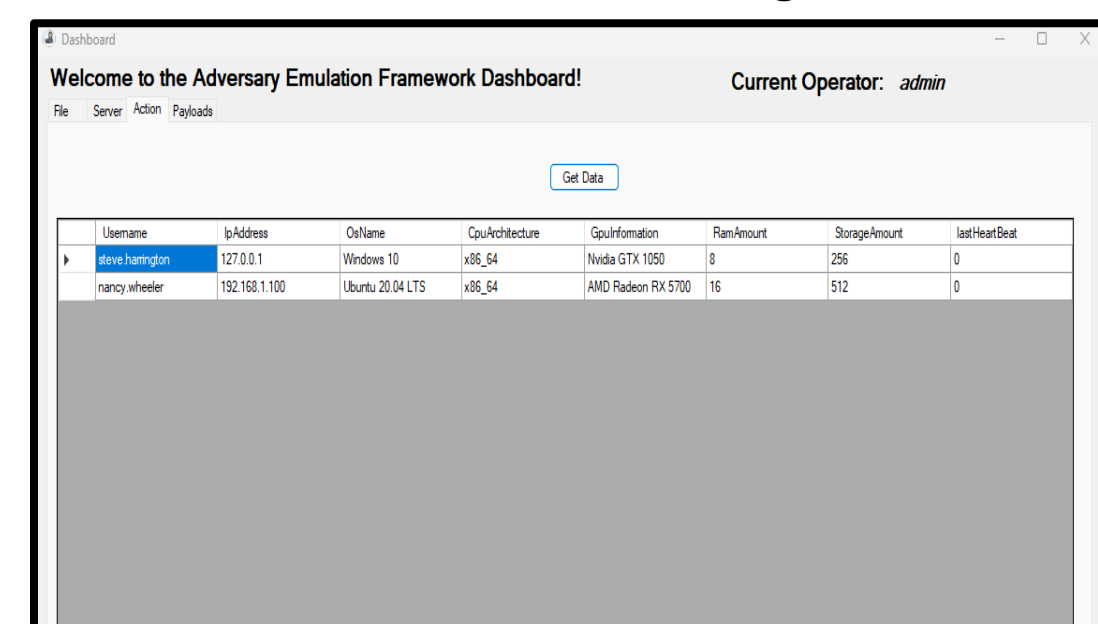 Dashboard
Welcome to the Adversary Emulation Framework Dashboard! Current Operator: admin
File Server Action Payloads
Get Data
Username IpAddress OsName CpuArchitecture GpuInformation RamAmount StorageAmount lastHeartBeat
steve.harrington 127.0.0.1 Windows 10 x86_64 Nvidia GTX 1050 8 256 0
nancy.wheeler 192.168.1.100 Ubuntu 20.04 LTS x86_64 AMD Radeon RX 5700 16 512 0